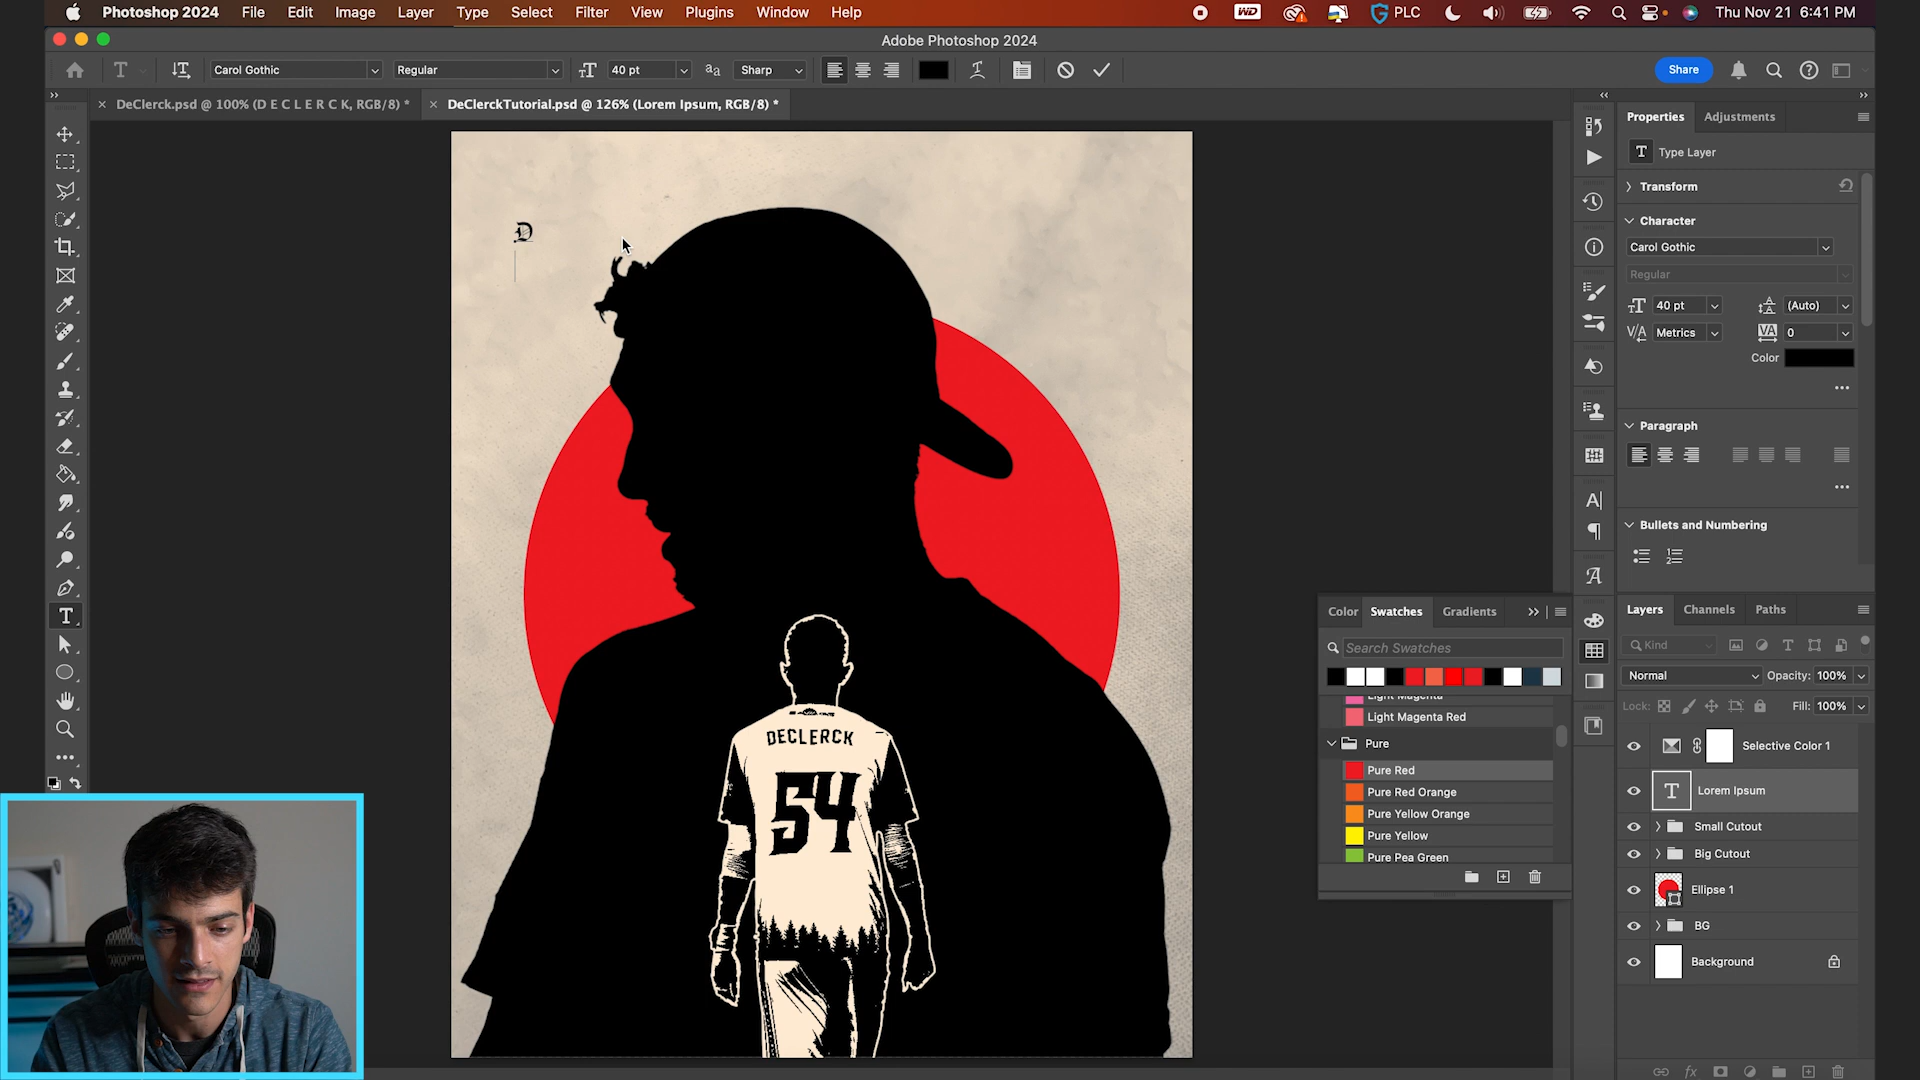 Photoshop 2024 File Edit Image Layer Type Select Filter View Plugins Window Help
WD PLC Thu Nov 21 6:41 PM
Adobe Photoshop 2024
T Carol Gothic Regular 40 pt aa Sharp Share
DeClerck.psd @ 100% (D E C L E R C K, RGB/8) *
DeClerckTutorial.psd @ 126% (Lorem Ipsum, RGB/8) *
D
DECLERCK
54
Properties Adjustments
T Type Layer
Transform
Character
Carol Gothic
Regular
40 pt (Auto)
Metrics 0
Color
Paragraph
Bullets and Numbering
Color Swatches Gradients
Search Swatches
Light Magenta
Light Magenta Red
Pure
Pure Red
Pure Red Orange
Pure Yellow Orange
Pure Yellow
Pure Pea Green
Layers Channels Paths
Kind
Normal Opacity: 100%
Lock: Fill: 100%
Selective Color 1
T Lorem Ipsum
Small Cutout
Big Cutout
Ellipse 1
BG
Background
fx